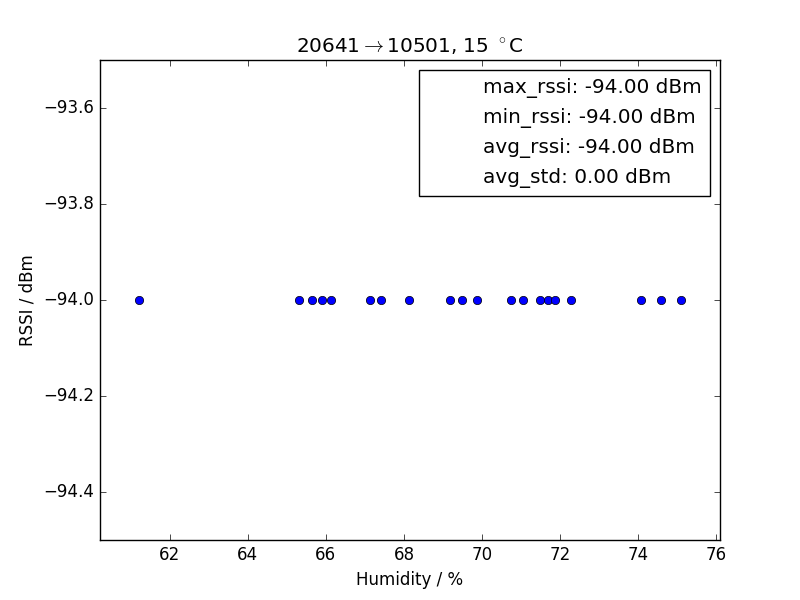 20641→10501, 15 °C
max_rssi: -94.00 dBm
min_rssi: -94.00 dBm
avg_rssi: -94.00 dBm
avg_std: 0.00 dBm
−93.6
−93.8
−94.0
−94.2
−94.4
RSSI / dBm
62 64 66 68 70 72 74 76
Humidity / %